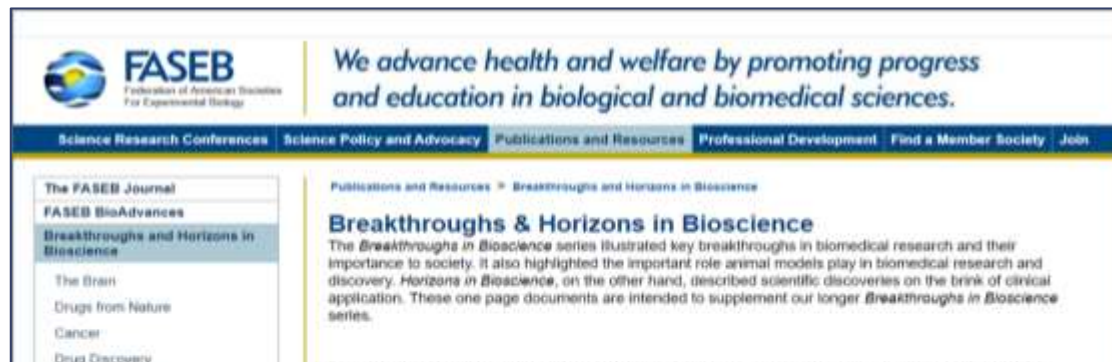 FASEB
Federation of American Societies
For Experimental Biology
We advance health and welfare by promoting progress
and education in biological and biomedical sciences.
Science Research Conferences Science Policy and Advocacy Publications and Resources Professional Development Find a Member Society Join
The FASEB Journal
FASEB BioAdvances
Breakthroughs and Horizons in
Bioscience
The Brain
Drugs from Nature
Cancer
Drug Discovery
Publications and Resources » Breakthroughs and Horizons in Bioscience
Breakthroughs & Horizons in Bioscience
The Breakthroughs in Bioscience series illustrated key breakthroughs in biomedical research and their
importance to society. It also highlighted the important role animal models play in biomedical research and
discovery. Horizons in Bioscience, on the other hand, described scientific discoveries on the brink of clinical
application. These one page documents are intended to supplement our longer Breakthroughs in Bioscience
series.